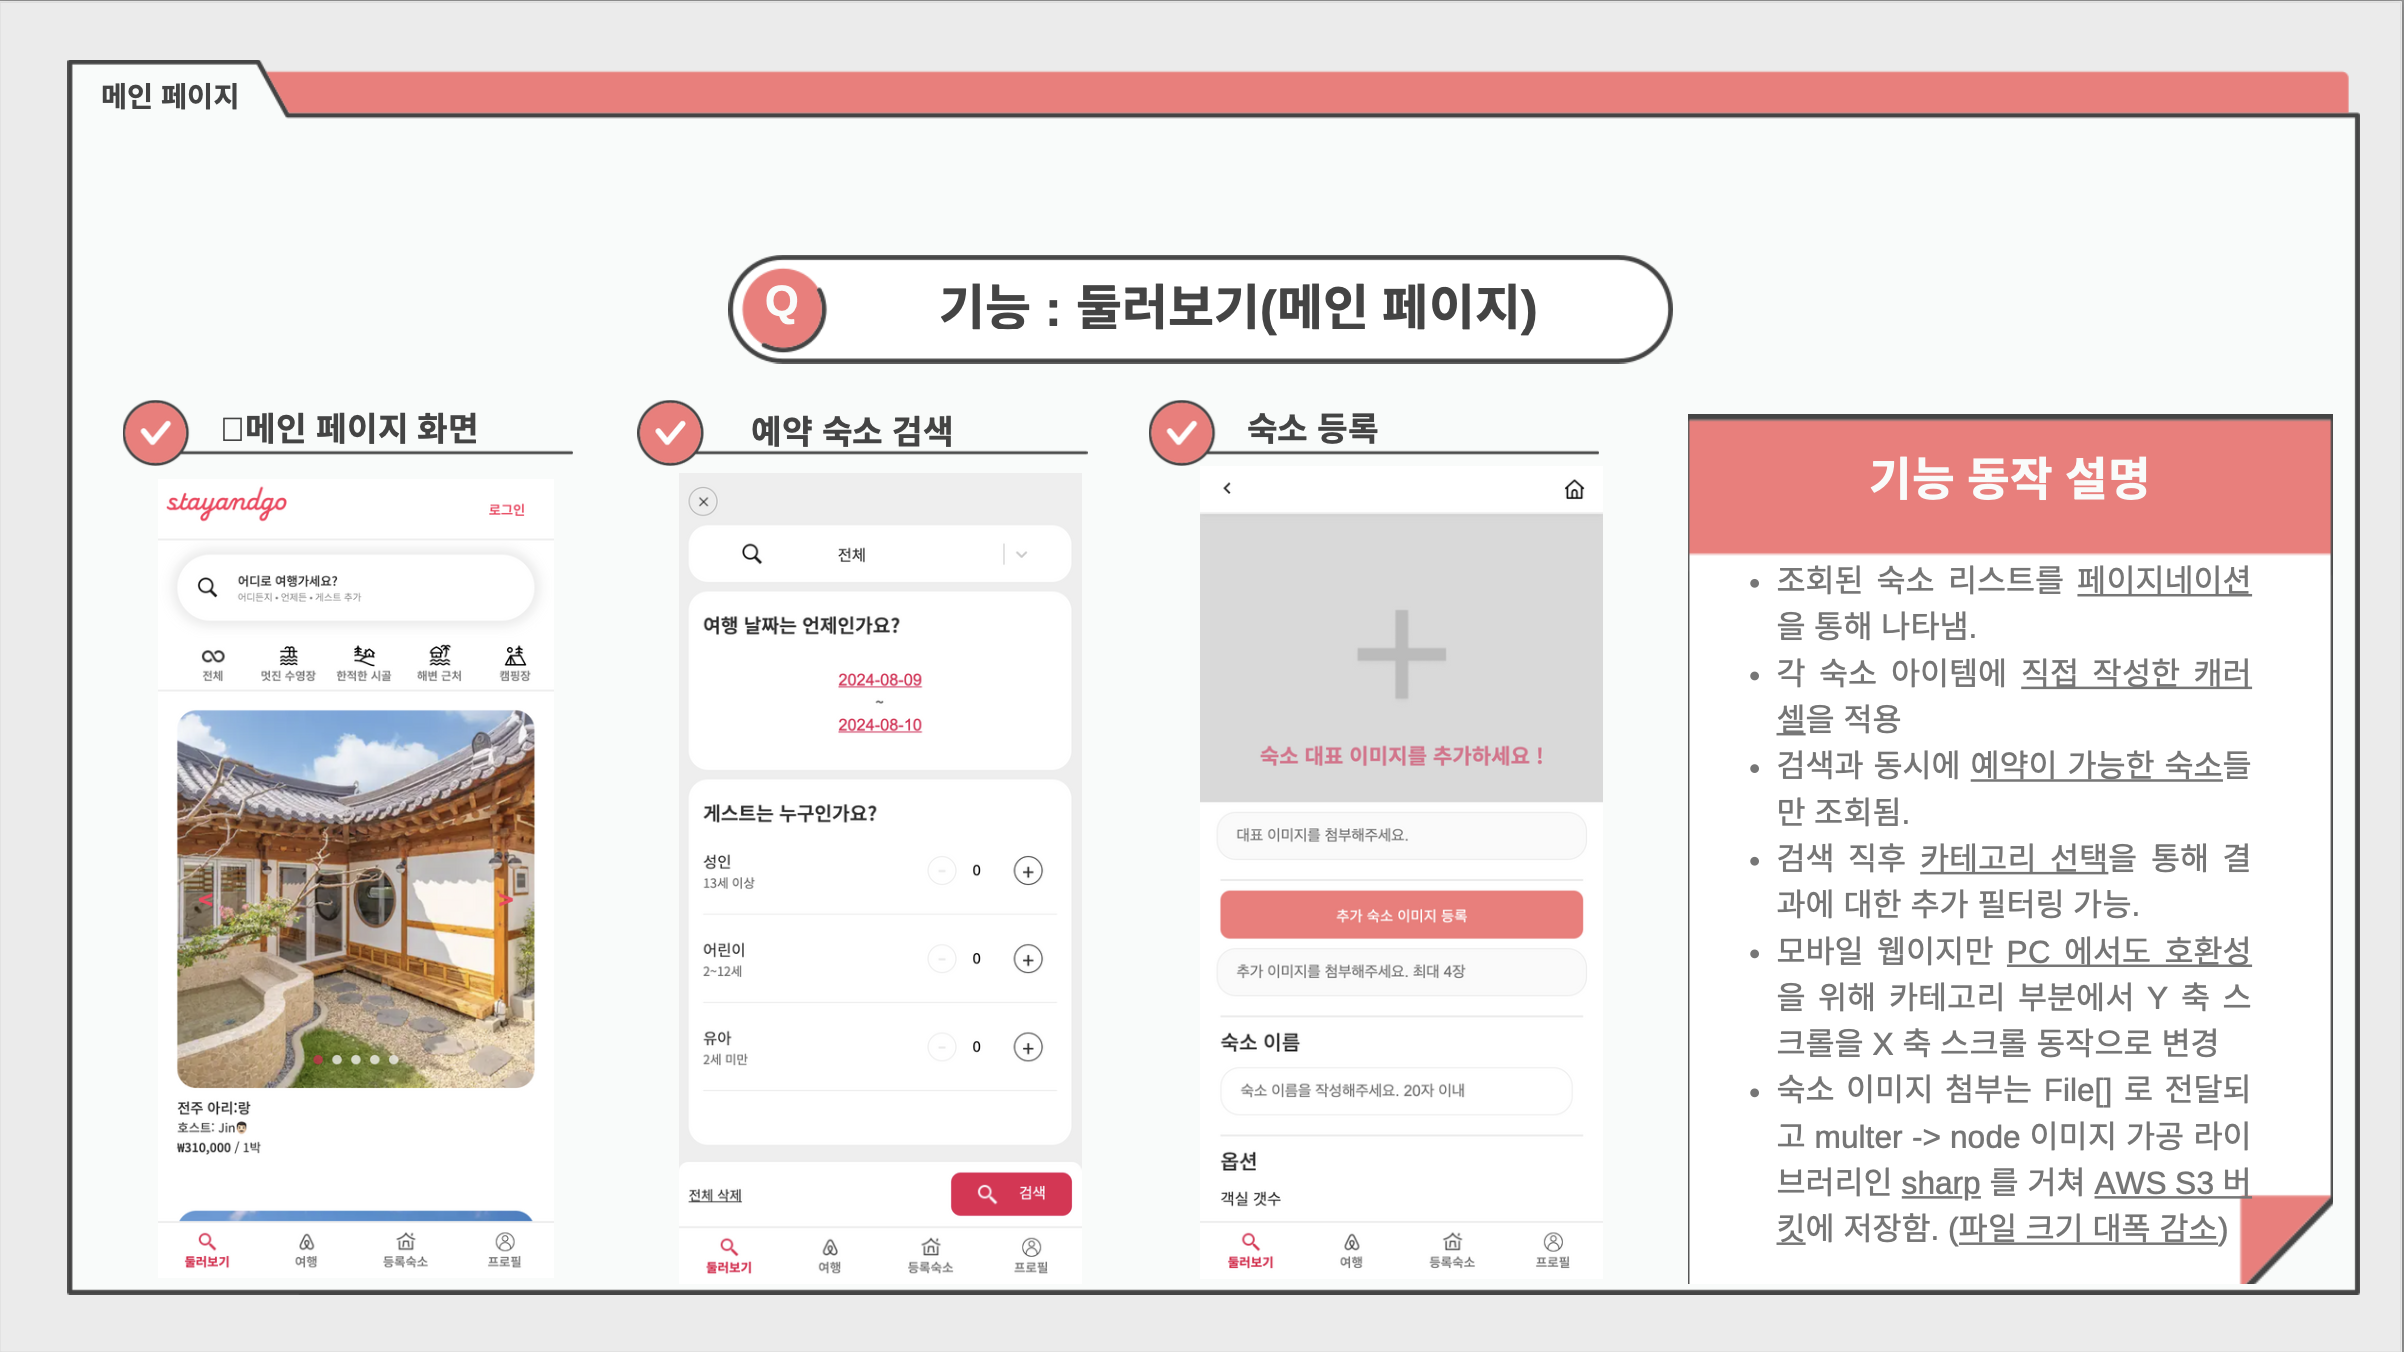 메인 페이지
Q
기능 : 둘러보기(메인 페이지)
메인 페이지 화면
stayandgo
로그인
어디로 여행가세요?
어디든지 • 언제든 • 게스트 추가
전체
멋진 수영장
한적한 시골
해변 근처
캠핑장
<
>
전주 아리:랑
호스트: Jin👨🏻
₩310,000 / 1박
둘러보기
여행
등록숙소
프로필
예약 숙소 검색
전체
여행 날짜는 언제인가요?
2024-08-09
~
2024-08-10
게스트는 누구인가요?
성인
13세 이상
0
어린이
2~12세
0
유아
2세 미만
0
전체 삭제
검색
둘러보기
여행
등록숙소
프로필
숙소 등록
숙소 대표 이미지를 추가하세요 !
대표 이미지를 첨부해주세요.
추가 숙소 이미지 등록
추가 이미지를 첨부해주세요. 최대 4장
숙소 이름
숙소 이름을 작성해주세요. 20자 이내
옵션
객실 갯수
둘러보기
여행
등록숙소
프로필
기능 동작 설명
• 조회된 숙소 리스트를 페이지네이션
을 통해 나타냄.
• 각 숙소 아이템에 직접 작성한 캐러
셀을 적용
• 검색과 동시에 예약이 가능한 숙소들
만 조회됨.
• 검색 직후 카테고리 선택을 통해 결
과에 대한 추가 필터링 가능.
• 모바일 웹이지만 PC 에서도 호환성
을 위해 카테고리 부분에서 Y 축 스
크롤을 X 축 스크롤 동작으로 변경
• 숙소 이미지 첨부는 File[] 로 전달되
고 multer -> node 이미지 가공 라이
브러리인 sharp 를 거쳐 AWS S3 버
킷에 저장함. (파일 크기 대폭 감소)